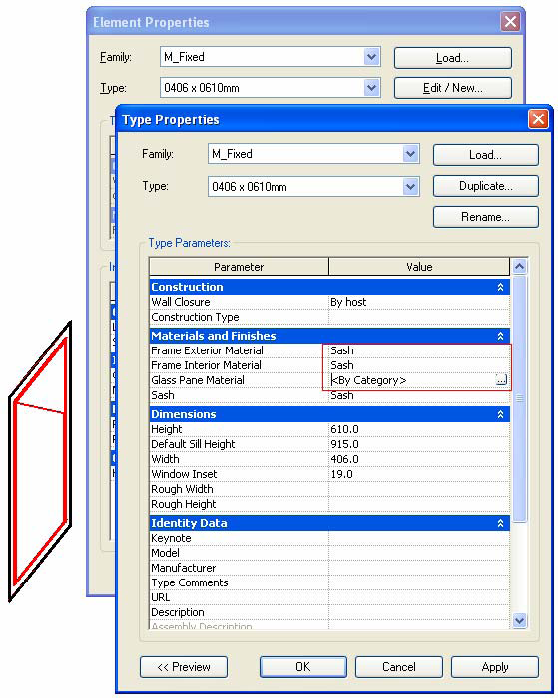 Element Properties
Family: M_Fixed Load...
Type: 0406 x 0610mm Edit / New...
Type Properties
Family: M_Fixed Load...
Type: 0406 x 0610mm Duplicate...
Rename...
Type Parameters:
Parameter Value
Construction
Wall Closure By host
Construction Type
Materials and Finishes
Frame Exterior Material Sash
Frame Interior Material Sash
Glass Pane Material <By Category> ...
Sash Sash
Dimensions
Height 610.0
Default Sill Height 915.0
Width 406.0
Window Inset 19.0
Rough Width
Rough Height
Identity Data
Keynote
Model
Manufacturer
Type Comments
URL
Description
Assembly Description
<< Preview OK Cancel Apply